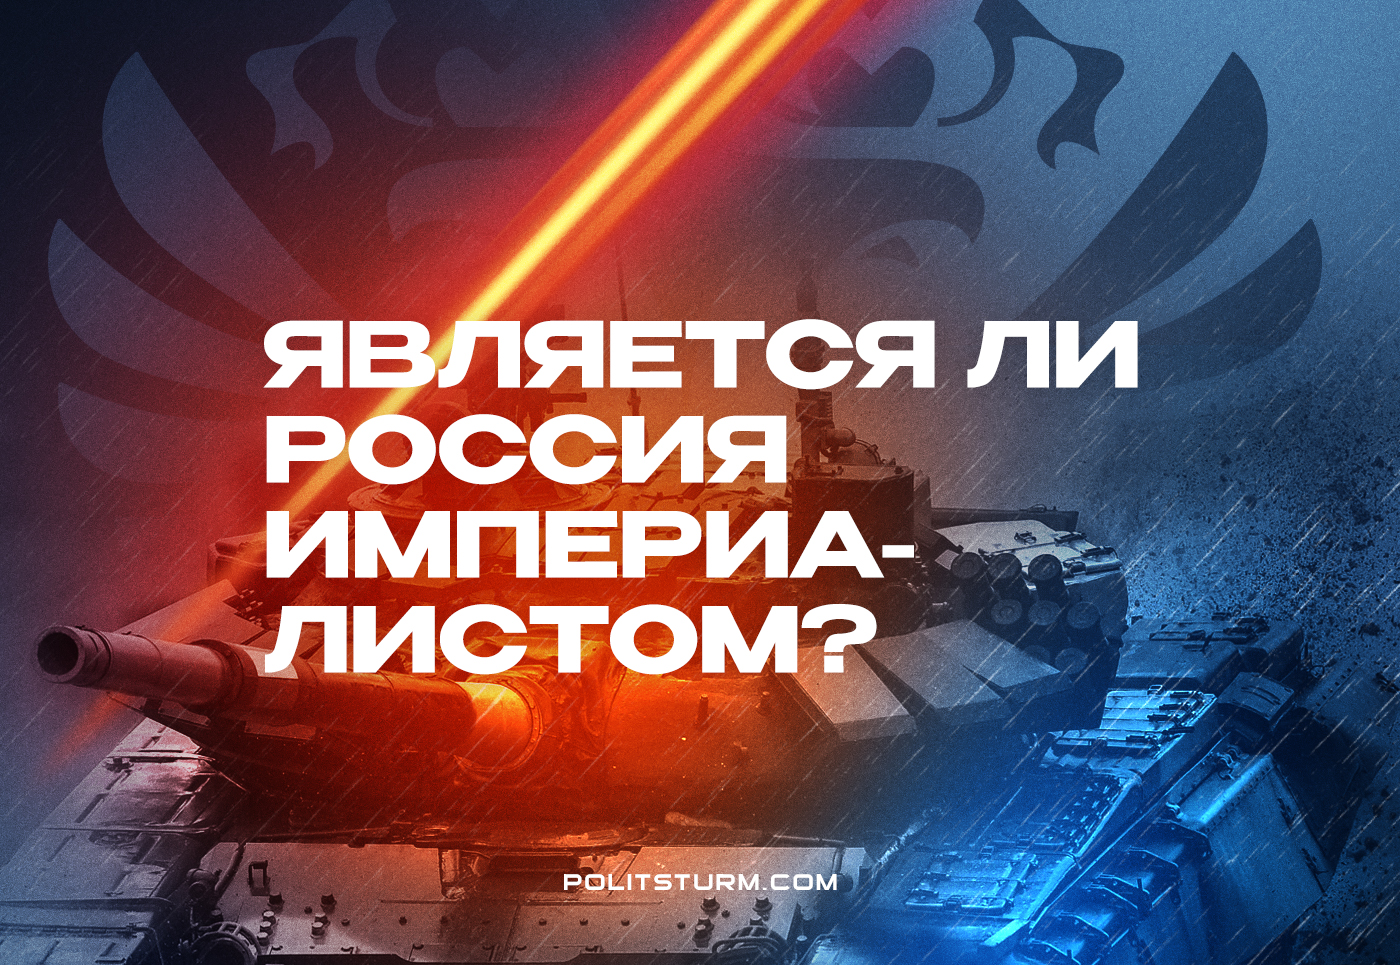 ЯВЛЯЕТСЯ ЛИ
РОССИЯ
ИМПЕРИА-
ЛИСТОМ?
POLITSTURM.COM